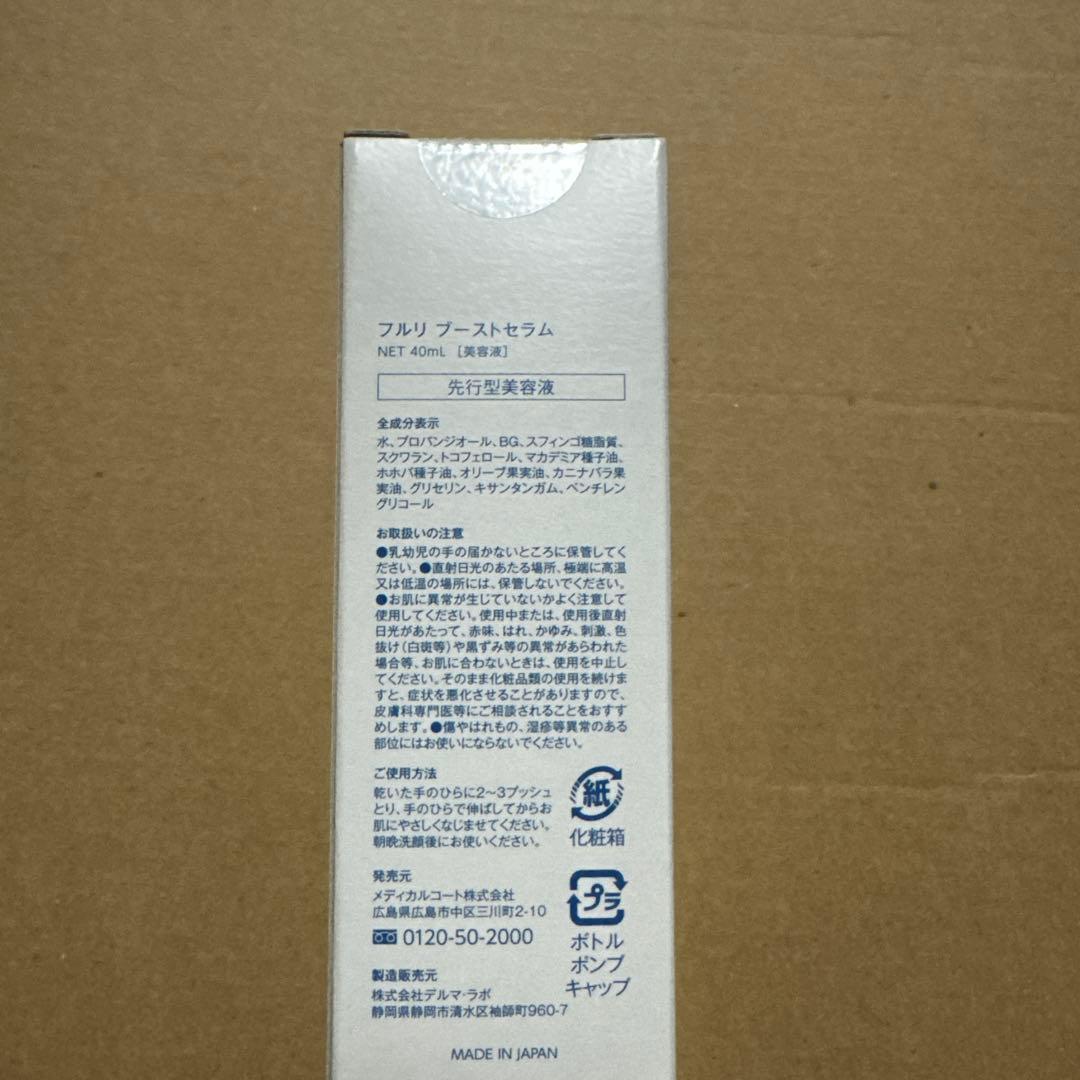 フルリ ブーストセラム
NET 40mL ［美容液］
先行型美容液
全成分表示
水、プロパンジオール、BG、スフィンゴ糖脂質、
スクワラン、トコフェロール、マカデミア種子油、
ホホバ種子油、オリーブ果実油、カニナバラ果
実油、グリセリン、キサンタンガム、ペンチレン
グリコール
お取扱いの注意
●乳幼児の手の届かないところに保管してく
ださい。●直射日光のあたる場所、極端に高温
又は低温の場所には、保管しないでください。
●お肌に異常が生じていないかよく注意して
使用してください。使用中または、使用後直射
日光があたって、赤味、はれ、かゆみ、刺激、色
抜け（白斑等）や黒ずみ等の異常があらわれた
場合等、お肌に合わないときは、使用を中止し
てください。そのまま化粧品類の使用を続けま
すと、症状を悪化させることがありますので、
皮膚科専門医等にご相談されることをおすす
めします。●傷やはれもの、湿疹等異常のある
部位にはお使いにならないでください。
ご使用方法
乾いた手のひらに2〜3プッシュ
とり、手のひらで伸ばしてからお
肌にやさしくなじませてください。
朝晩洗顔後にお使いください。
紙
化粧箱
発売元
メディカルコート株式会社
広島県広島市中区三川町2-10
0120-50-2000
プラ
ボトル
ポンプ
キャップ
製造販売元
株式会社デルマ・ラボ
静岡県静岡市清水区袖師町960-7
MADE IN JAPAN